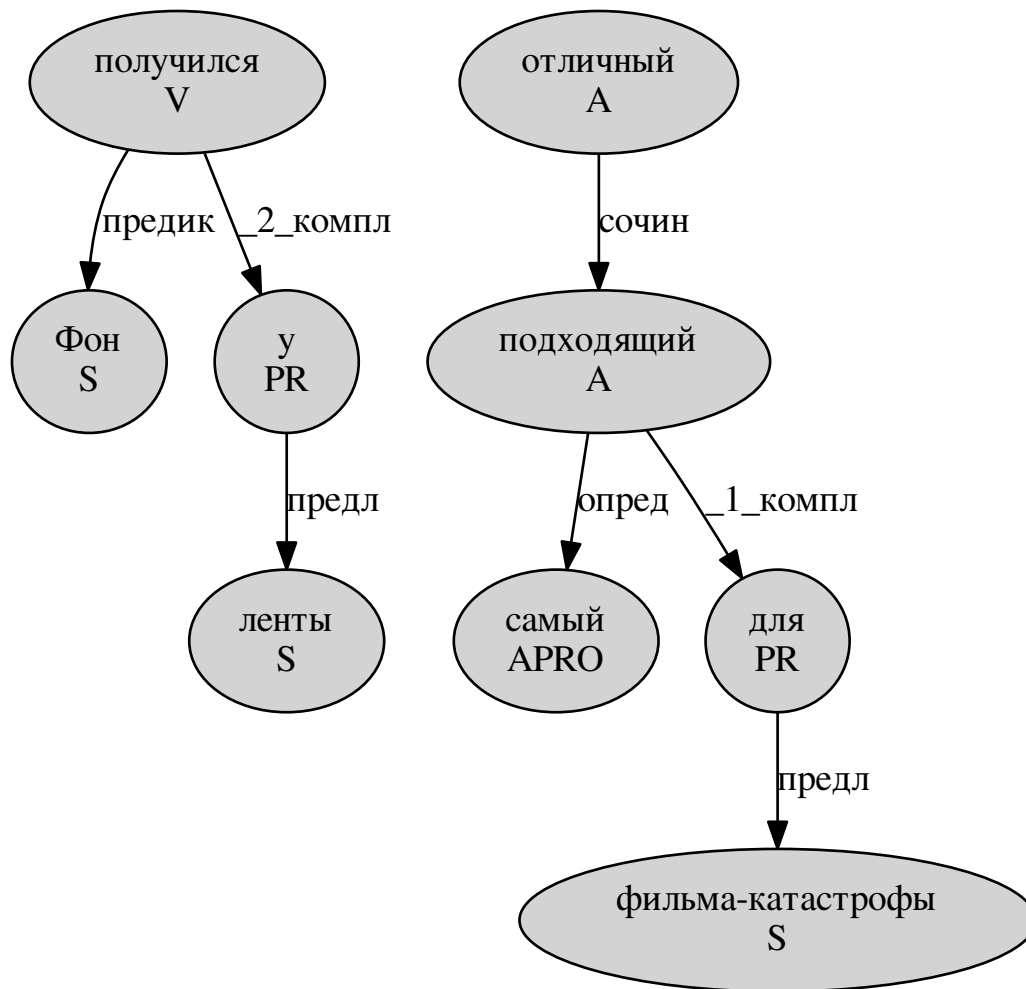 получился
V
отличный
A
предик
_2_компл
сочин
Фон
S
у
PR
подходящий
A
предл
опред
_1_компл
ленты
S
самый
APRO
для
PR
предл
фильма-катастрофы
S